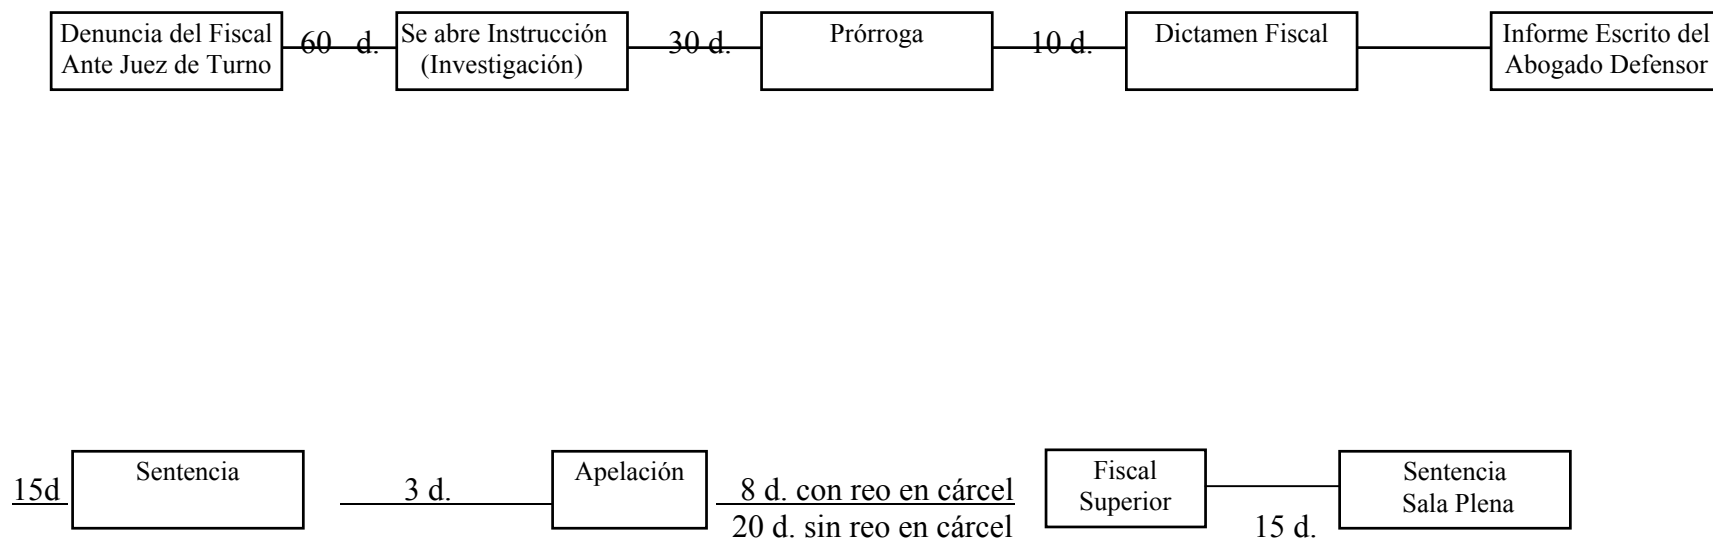 Denuncia del Fiscal
Ante Juez de Turno
60 d.
Se abre Instrucción
(Investigación)
30 d.
Prórroga
10 d.
Dictamen Fiscal
Informe Escrito del
Abogado Defensor
15d
Sentencia
3 d.
Apelación
8 d. con reo en cárcel
20 d. sin reo en cárcel
Fiscal
Superior
15 d.
Sentencia
Sala Plena